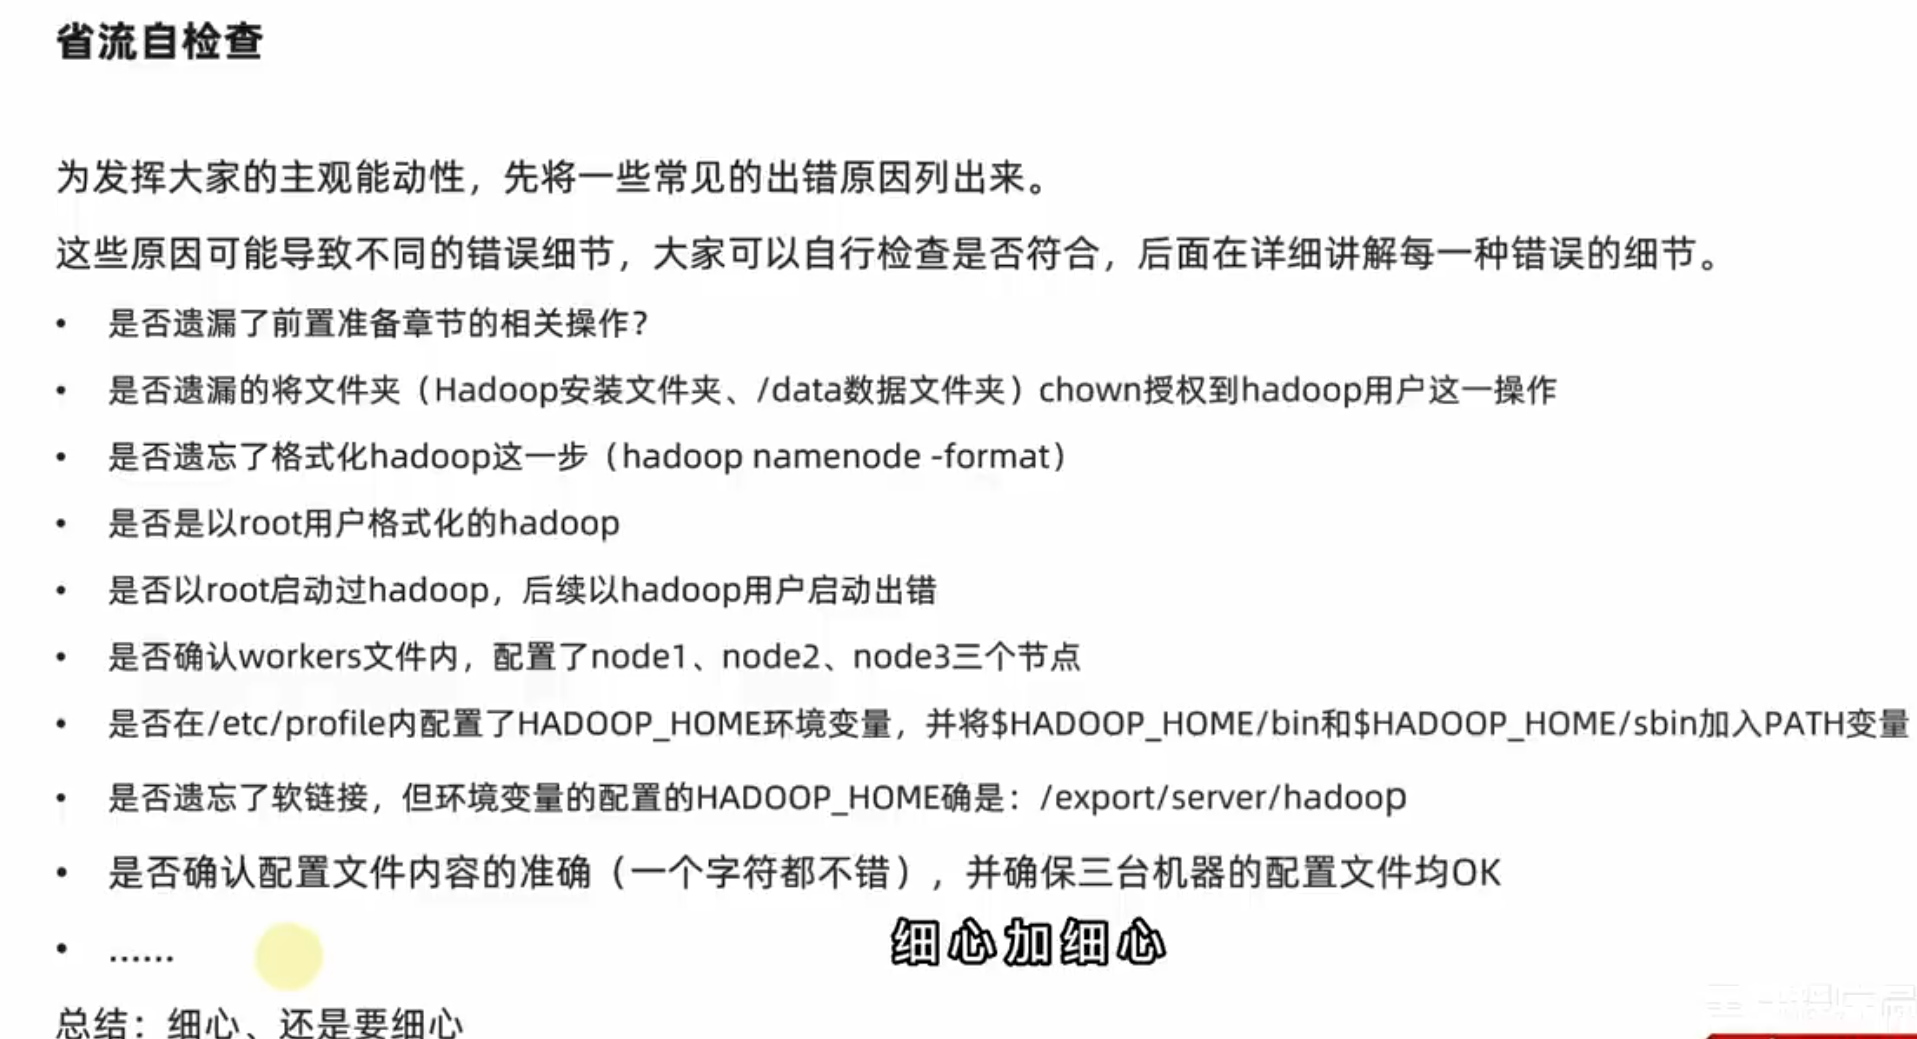 省流自检查
为发挥大家的主观能动性，先将一些常见的出错原因列出来。
这些原因可能导致不同的错误细节，大家可以自行检查是否符合，后面在详细讲解每一种错误的细节。
• 是否遗漏了前置准备章节的相关操作？
• 是否遗漏的将文件夹（Hadoop安装文件夹、/data数据文件夹）chown授权到hadoop用户这一操作
• 是否遗忘了格式化hadoop这一步（hadoop namenode -format）
• 是否是以root用户格式化的hadoop
• 是否以root启动过hadoop，后续以hadoop用户启动出错
• 是否确认workers文件内，配置了node1、node2、node3三个节点
• 是否在/etc/profile内配置了HADOOP_HOME环境变量，并将$HADOOP_HOME/bin和$HADOOP_HOME/sbin加入PATH变量
• 是否遗忘了软链接，但环境变量的配置的HADOOP_HOME确是：/export/server/hadoop
• 是否确认配置文件内容的准确（一个字符都不错），并确保三台机器的配置文件均OK
• ......
细心加细心
总结：细心、还是要细心